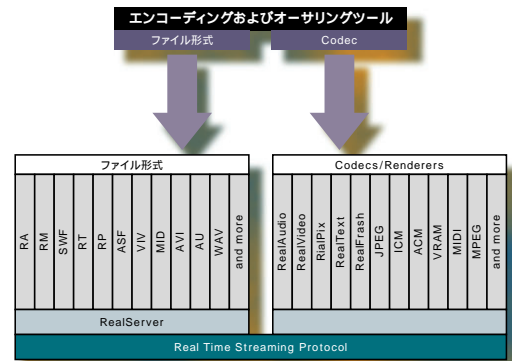 エンコーディングおよびオーサリングツール
ファイル形式
Codec
ファイル形式
RA
RM
SWF
RT
RP
ASF
VIV
MID
AVI
AU
WAV
and more
RealServer
Codecs/Renderers
RealAudio
RealVideo
RialPix
RealText
RealFrash
JPEG
ICM
ACM
VRAM
MIDI
MPEG
and more
Real Time Streaming Protocol